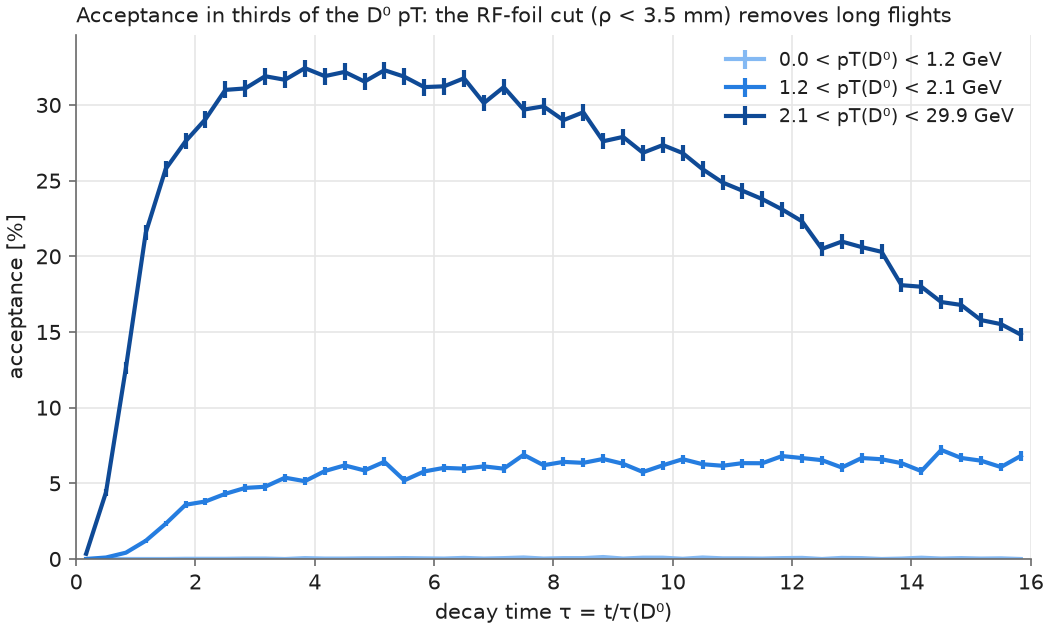 Acceptance in thirds of the D⁰ pT: the RF-foil cut (ρ < 3.5 mm) removes long flights
0.0 < pT(D⁰) < 1.2 GeV
1.2 < pT(D⁰) < 2.1 GeV
2.1 < pT(D⁰) < 29.9 GeV
acceptance [%]
30
25
20
15
10
5
0
0 2 4 6 8 10 12 14 16
decay time τ = t/τ(D⁰)